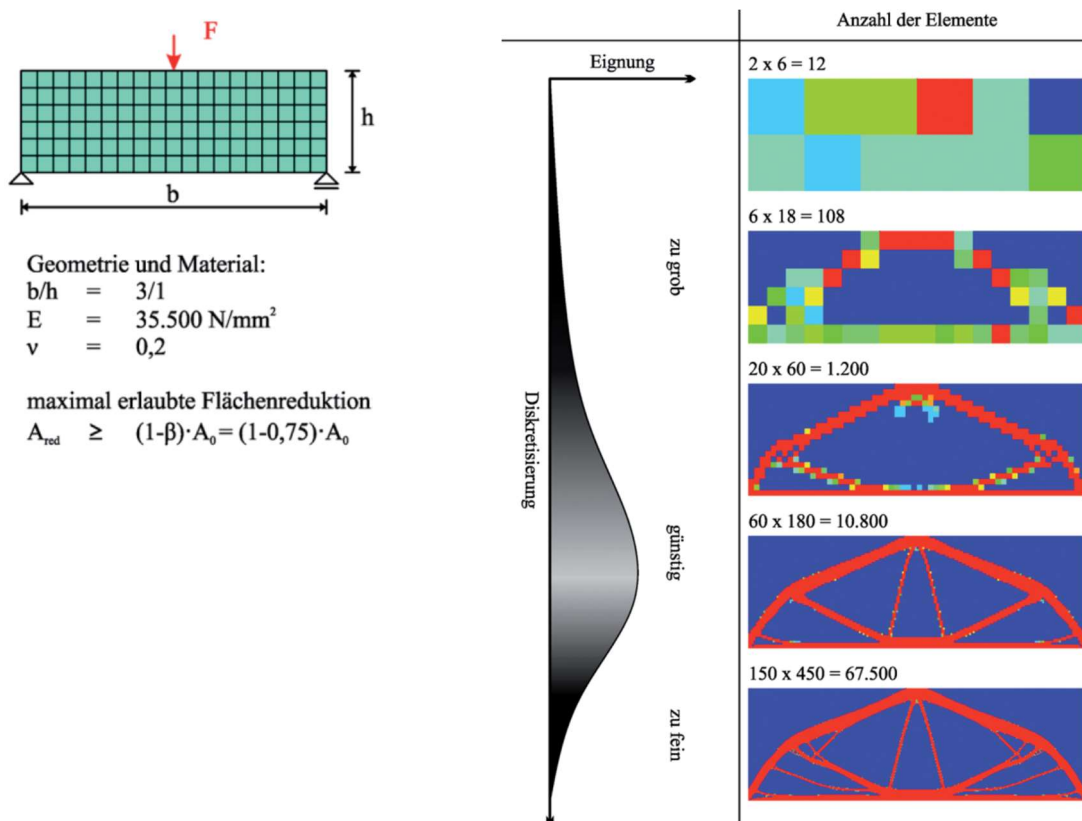 F
h
b
Geometrie und Material:
b/h = 3/1
E = 35.500 N/mm²
ν = 0,2
maximal erlaubte Flächenreduktion
A_red ≥ (1-β)·A₀ = (1-0,75)·A₀
Eignung
Diskretisierung
zu grob
günstig
zu fein
Anzahl der Elemente
2 x 6 = 12
6 x 18 = 108
20 x 60 = 1.200
60 x 180 = 10.800
150 x 450 = 67.500